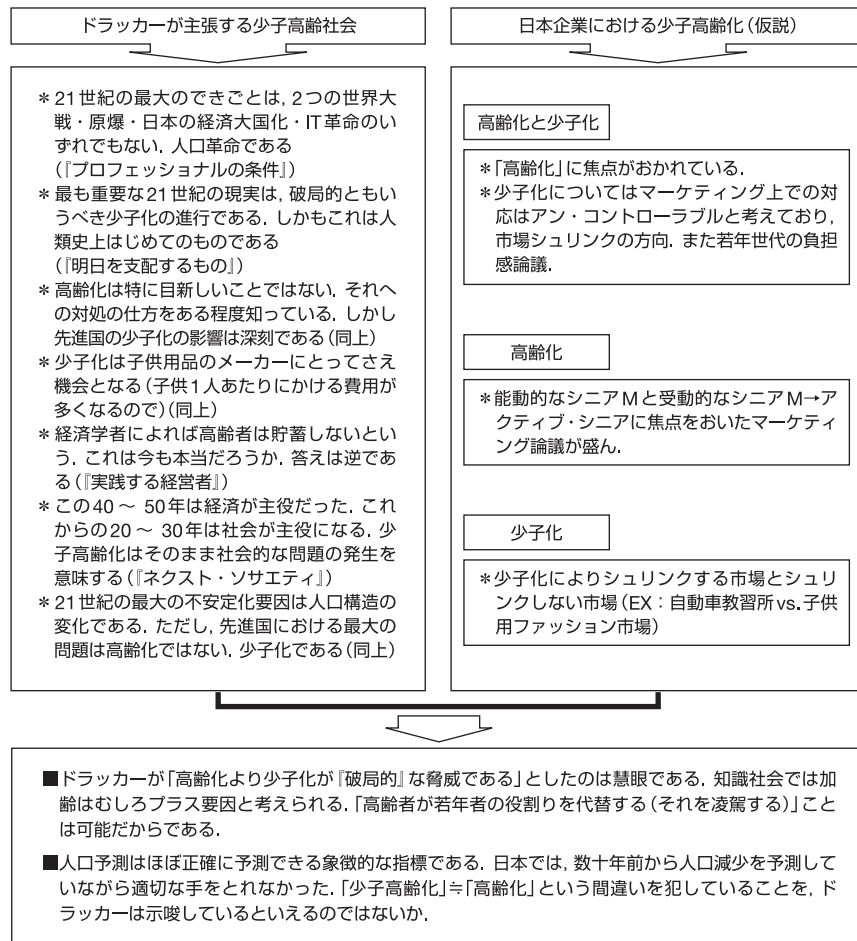 ドラッカーが主張する少子高齢社会
＊21世紀の最大のできごとは，2つの世界大
戦・原爆・日本の経済大国化・IT革命のい
ずれでもない．人口革命である
(『プロフェッショナルの条件』)
＊最も重要な21世紀の現実は，破局的ともい
うべき少子化の進行である．しかもこれは人
類史上はじめてのものである
(『明日を支配するもの』)
＊高齢化は特に目新しいことではない．それへ
の対処の仕方をある程度知っている．しかし
先進国の少子化の影響は深刻である(同上)
＊少子化は子供用品のメーカーにとってさえ
機会となる(子供1人あたりにかける費用が
多くなるので)(同上)
＊経済学者によれば高齢者は貯蓄しないとい
う．これは今も本当だろうか．答えは逆であ
る(『実践する経営者』)
＊この40～50年は経済が主役だった．これ
からの20～30年は社会が主役になる．少
子高齢化はそのまま社会的な問題の発生を
意味する(『ネクスト・ソサエティ』)
＊21世紀の最大の不安定化要因は人口構造の
変化である．ただし，先進国における最大の
問題は高齢化ではない．少子化である(同上)
日本企業における少子高齢化(仮説)
高齢化と少子化
＊「高齢化」に焦点がおかれている．
＊少子化についてはマーケティング上での対
応はアン・コントローラブルと考えており，
市場シュリンクの方向．また若年世代の負担
感論議．
高齢化
＊能動的なシニアMと受動的なシニアM→ア
クティブ・シニアに焦点をおいたマーケティ
ング論議が盛ん．
少子化
＊少子化によりシュリンクする市場とシュリ
ンクしない市場(EX：自動車教習所vs.子供
用ファッション市場)
■ドラッカーが「高齢化より少子化が『破局的』な脅威である」としたのは慧眼である．知識社会では加
齢はむしろプラス要因と考えられる．「高齢者が若年者の役割りを代替する(それを凌駕する)」こと
は可能だからである．
■人口予測はほぼ正確に予測できる象徴的な指標である．日本では，数十年前から人口減少を予測して
いながら適切な手をとれなかった．「少子高齢化」≒「高齢化」という間違いを犯していることを，ド
ラッカーは示唆しているといえるのではないか．